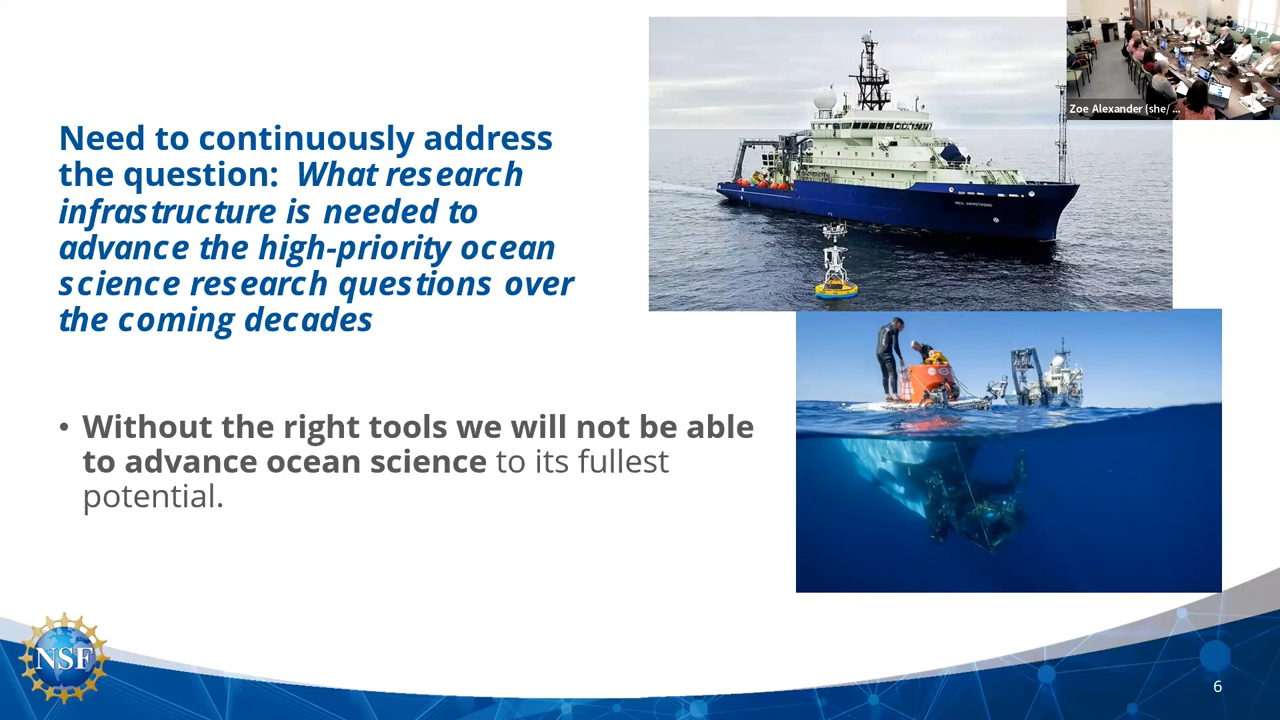 Need to continuously address
the question: What research
infrastructure is needed to
advance the high-priority ocean
science research questions over
the coming decades
• Without the right tools we will not be able
to advance ocean science to its fullest
potential.
Zoe Alexander (she/ ...
NEIL ARMSTRONG
NSF
6